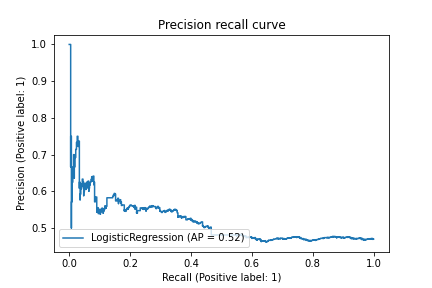 Precision recall curve
1.0
0.9
0.8
0.7
0.6
0.5
Precision (Positive label: 1)
LogisticRegression (AP = 0.52)
0.0 0.2 0.4 0.6 0.8 1.0
Recall (Positive label: 1)